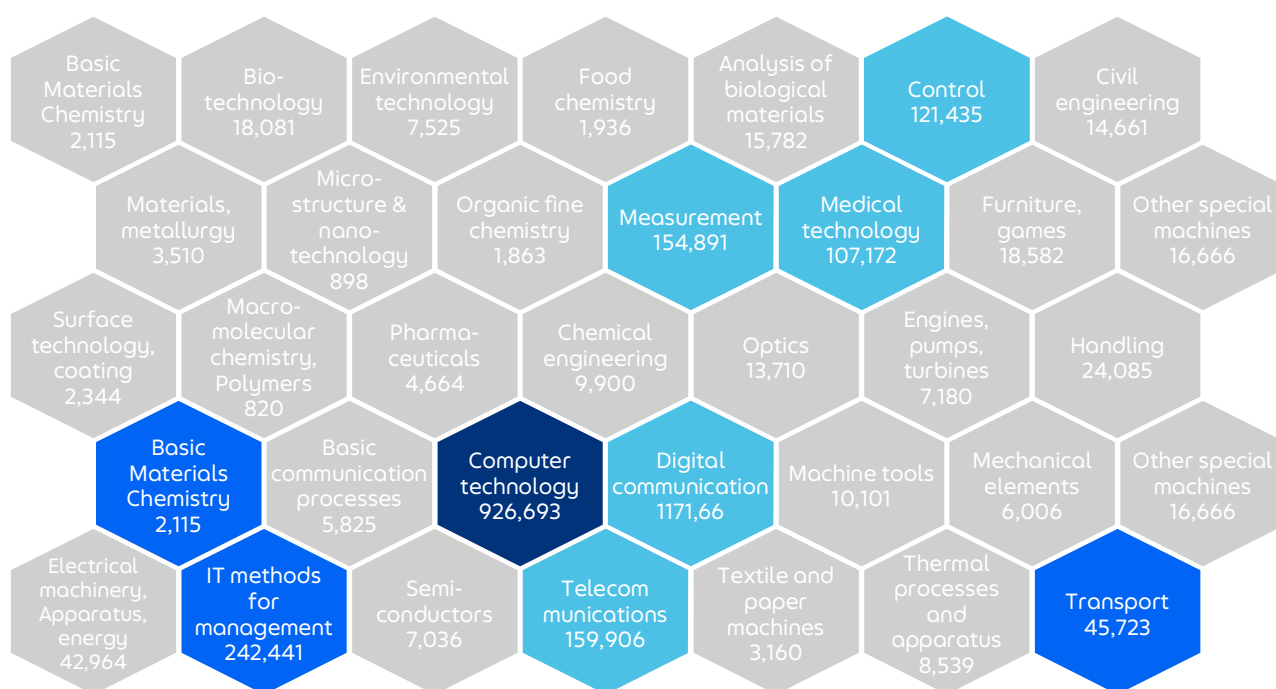 Basic
Materials
Chemistry
2,115
Bio-
technology
18,081
Environmental
technology
7,525
Food
chemistry
1,936
Analysis of
biological
materials
15,782
Control
121,435
Civil
engineering
14,661
Materials,
metallurgy
3,510
Micro-
structure &
nano-
technology
898
Organic fine
chemistry
1,863
Measurement
154,891
Medical
technology
107,172
Furniture,
games
18,582
Other special
machines
16,666
Surface
technology,
coating
2,344
Macro-
molecular
chemistry,
Polymers
820
Pharma-
ceuticals
4,664
Chemical
engineering
9,900
Optics
13,710
Engines,
pumps,
turbines
7,180
Handling
24,085
Basic
Materials
Chemistry
2,115
Basic
communication
processes
5,825
Computer
technology
926,693
Digital
communication
1171,66
Machine tools
10,101
Mechanical
elements
6,006
Other special
machines
16,666
Electrical
machinery,
Apparatus,
energy
42,964
IT methods
for
management
242,441
Semi-
conductors
7,036
Telecom
munications
159,906
Textile and
paper
machines
3,160
Thermal
processes
and
apparatus
8,539
Transport
45,723